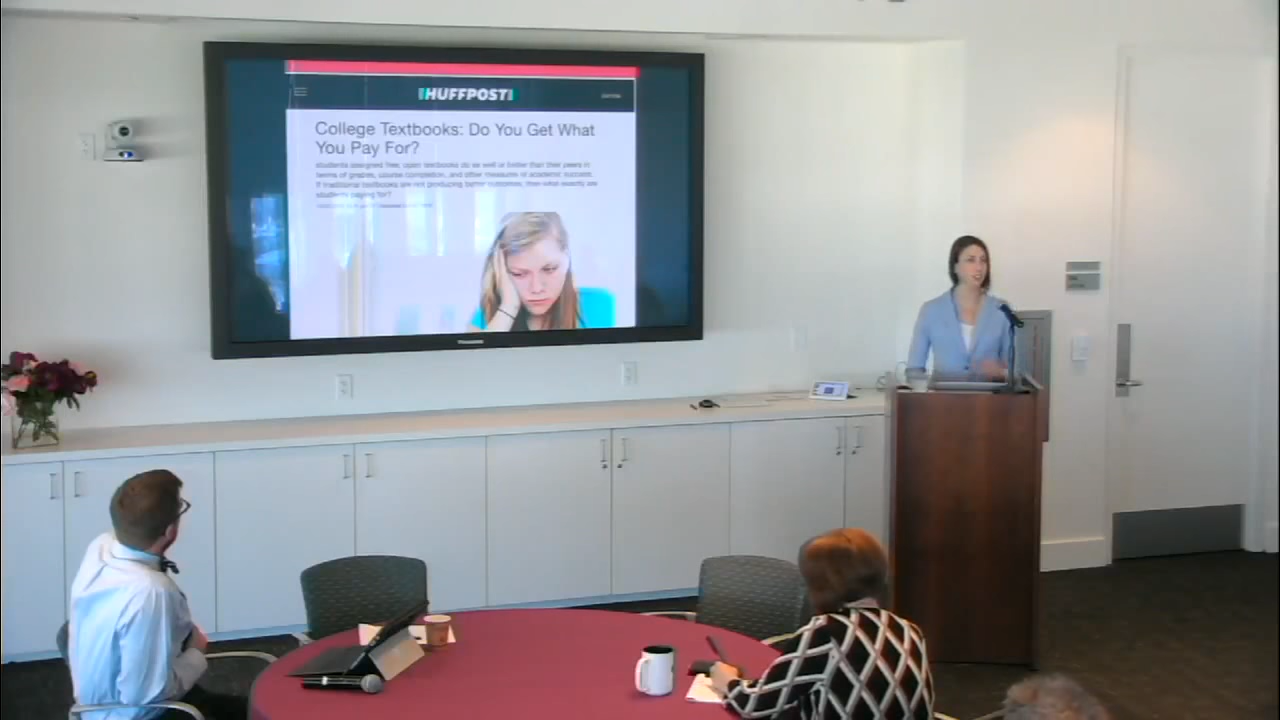 HUFFPOST
College Textbooks: Do You Get What
You Pay For?
students assigned free, open textbooks do as well or better than their peers in
terms of grades, course completion, and other measures of academic success.
If traditional textbooks are not producing better outcomes, then what exactly are
students paying for?